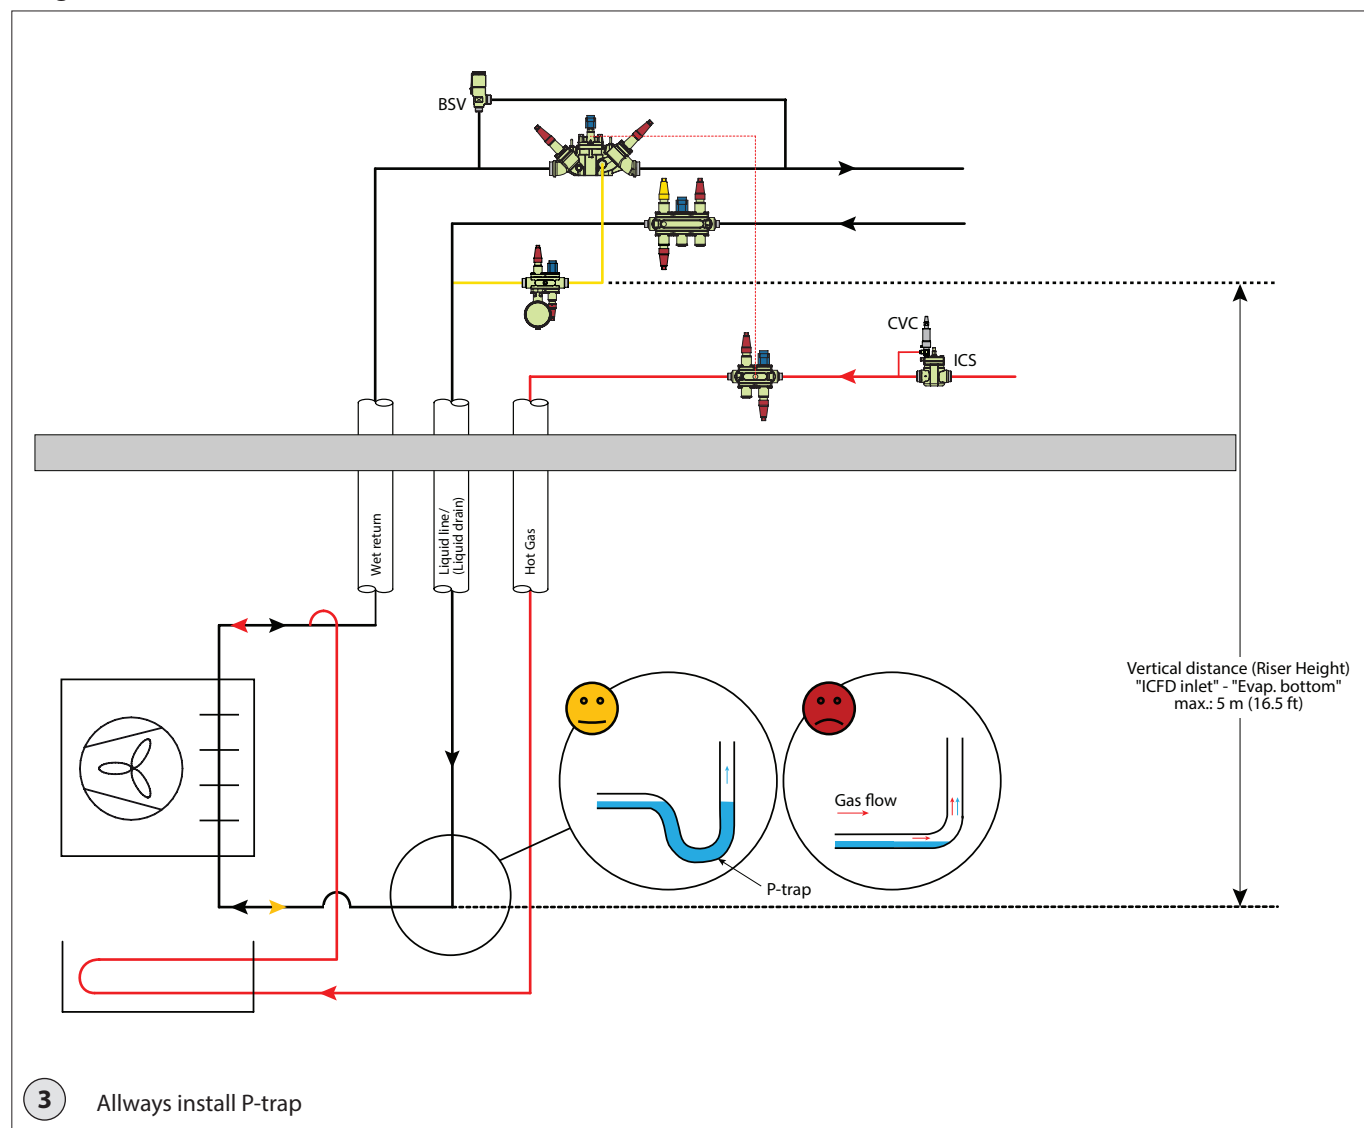 BSV
CVC
ICS
Wet return
Liquid line/
(Liquid drain)
Hot Gas
Vertical distance (Riser Height)
"ICFD inlet" - "Evap. bottom"
max.: 5 m (16.5 ft)
Gas flow
P-trap
3 Allways install P-trap